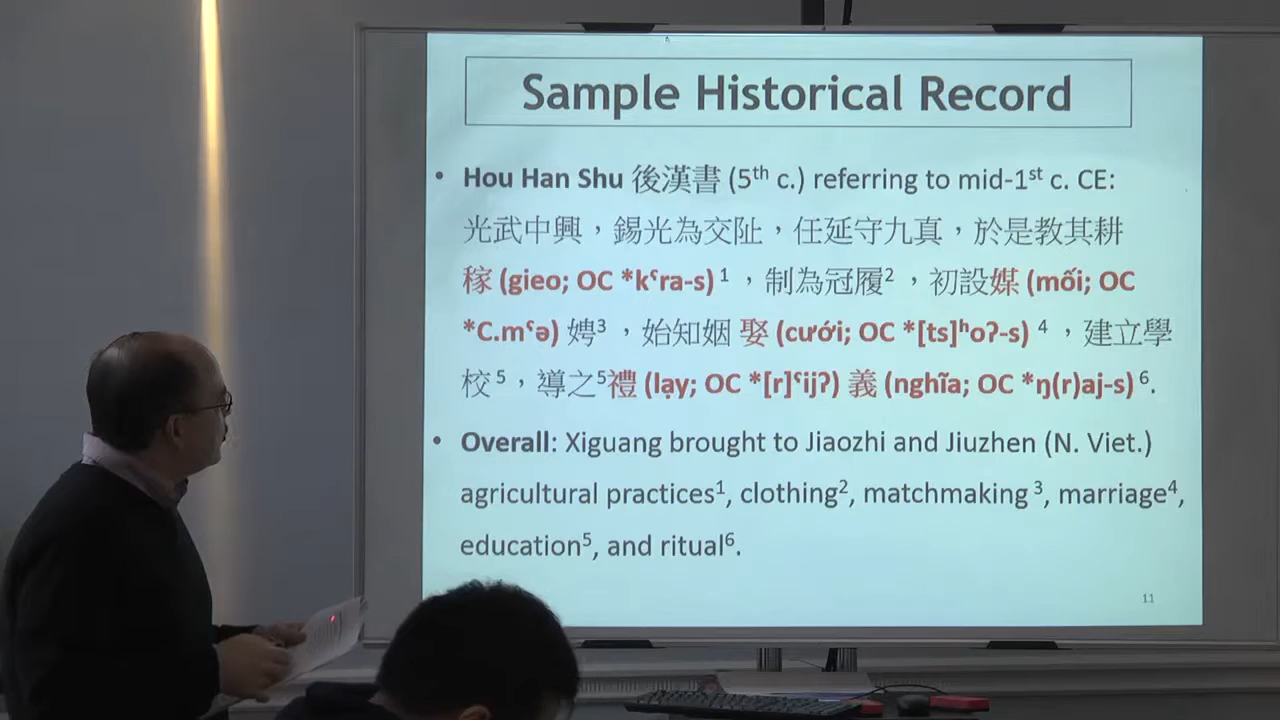 Sample Historical Record
• Hou Han Shu 後漢書 (5th c.) referring to mid-1st c. CE:
光武中興，錫光為交阯，任延守九真，於是教其耕
稼 (gieo; OC *kˤra-s) 1 ，制為冠履2 ，初設媒 (mối; OC
*C.mˤə) 娉3 ，始知姻 娶 (cưới; OC *[ts]ʰoʔ-s) 4 ，建立學
校 5 ，導之5禮 (lạy; OC *[r]ˤijʔ) 義 (nghĩa; OC *ŋ(r)aj-s) 6.
• Overall: Xiguang brought to Jiaozhi and Jiuzhen (N. Viet.)
agricultural practices1, clothing2, matchmaking 3, marriage4,
education5, and ritual6.
11